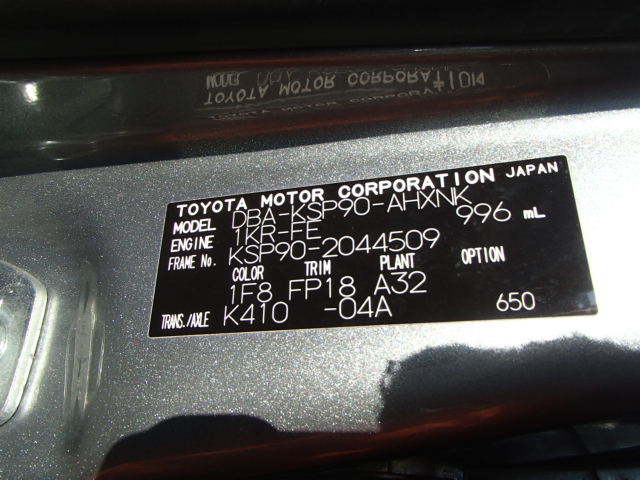 TOYOTA MOTOR CORPORATION JAPAN
MODEL DBA-KSP90-AHXNK
ENGINE 1KR-FE 996 mL
FRAME No. KSP90-2044509
COLOR TRIM PLANT OPTION
1F8 FP18 A32
TRANS./AXLE K410 -04A 650